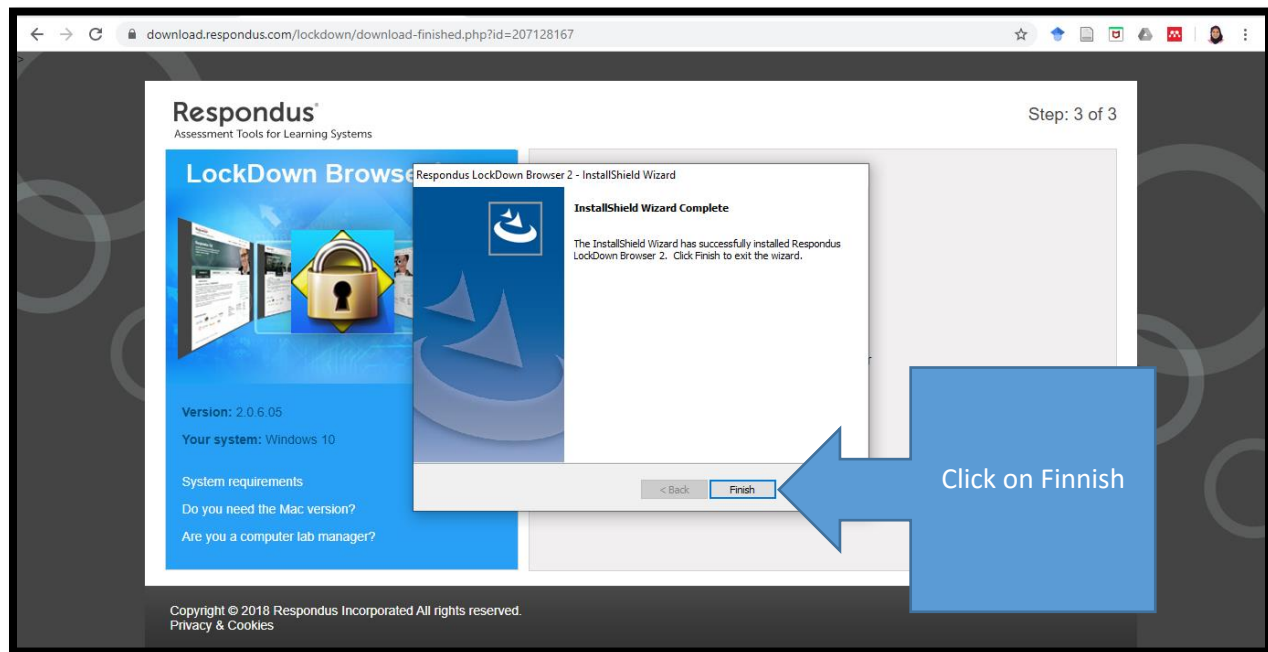 download.respondus.com/lockdown/download-finished.php?id=207128167
>
Respondus
Assessment Tools for Learning Systems
Step: 3 of 3
LockDown Browse
Respondus LockDown Browser 2 - InstallShield Wizard
InstallShield Wizard Complete
The InstallShield Wizard has successfully installed Respondus
LockDown Browser 2. Click Finish to exit the wizard.
Version: 2.0.6.05
Your system: Windows 10
System requirements
Do you need the Mac version?
Are you a computer lab manager?
< Back
Finish
Click on Finnish
Copyright © 2018 Respondus Incorporated All rights reserved.
Privacy & Cookies